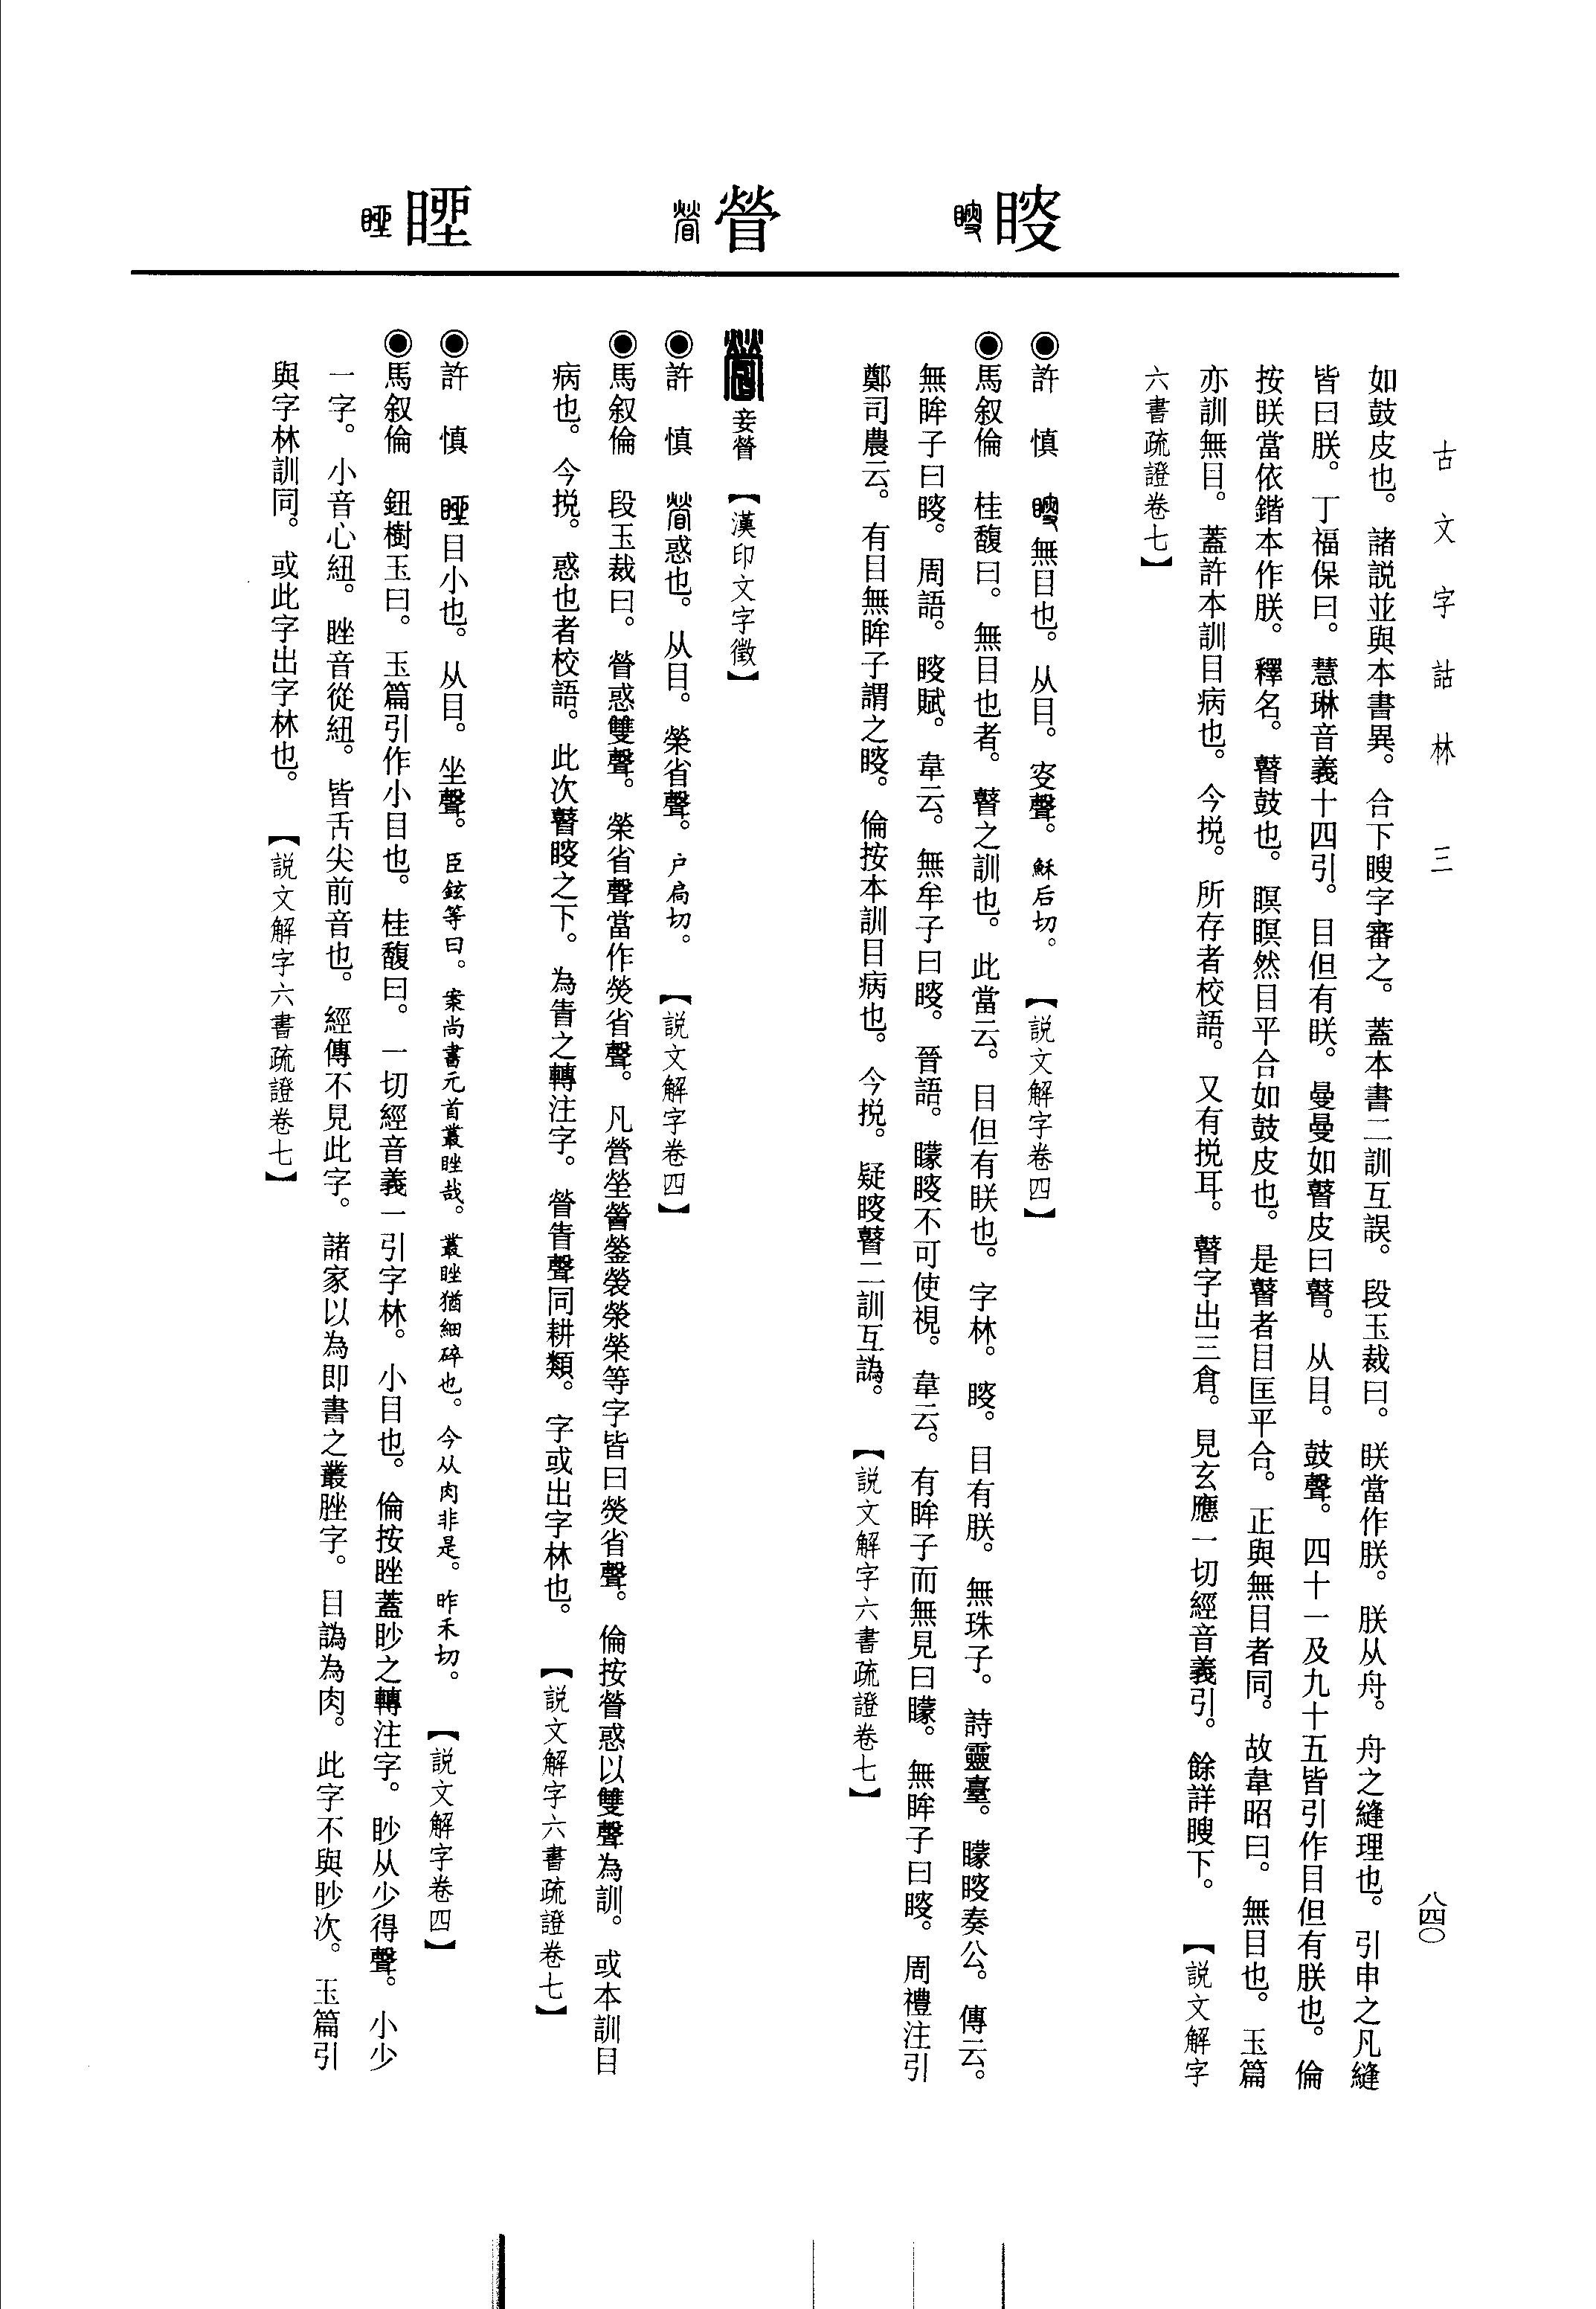 古文字詁林 三
八四〇
如鼓皮也。諸説並與本書異。合下瞍字審之。蓋本書二訓互誤。段玉裁曰。眹當作朕。朕从舟。舟之縫理也。引申之凡縫
皆曰朕。丁福保曰。慧琳音義十四引。目但有眹。曼曼如瞽皮曰瞽。从目。鼓聲。四十一及九十五皆引作目但有朕也。倫
按眹當依鍇本作朕。釋名。瞽鼓也。瞑瞑然目平合如鼓皮也。是瞽者目匡平合。正與無目者同。故韋昭曰。無目也。玉篇
亦訓無目。蓋許本訓目病也。今捝。所存者校語。又有捝耳。瞽字出三倉。見玄應一切經音義引。餘詳瞍下。 【説文解字
六書疏證卷七】
瞍
◉許 慎 無目也。从目。叜聲。穌后切。 【説文解字卷四】
◉馬叙倫 桂馥曰。無目也者。瞽之訓也。此當云。目但有眹也。字林。瞍。目有朕。無珠子。詩靈臺。矇瞍奏公。傳云。
無眸子曰瞍。周語。瞍賦。韋云。無牟子曰瞍。晉語。矇瞍不可使視。韋云。有眸子而無見曰矇。無眸子曰瞍。周禮注引
鄭司農云。有目無眸子謂之瞍。倫按本訓目病也。今捝。疑瞍瞽二訓互譌。 【説文解字六書疏證卷七】
䁝
妾䁝 【漢印文字徵】
◉許 慎 惑也。从目。榮省聲。户扃切。 【説文解字卷四】
◉馬叙倫 段玉裁曰。䁝惑雙聲。榮省聲當作熒省聲。凡營塋㽦鎣褮滎榮等字皆曰熒省聲。倫按䁝惑以雙聲為訓。或本訓目
病也。今捝。惑也者校語。此次瞽瞍之下。為眚之轉注字。䁝眚聲同耕類。字或出字林也。 【説文解字六書疏證卷七】
睉
◉許 慎 目小也。从目。坐聲。臣鉉等曰。案尚書元首叢睉哉。叢睉猶細碎也。今从肉非是。昨禾切。 【説文解字卷四】
◉馬叙倫 鈕樹玉曰。玉篇引作小目也。桂馥曰。一切經音義一引字林。小目也。倫按睉蓋眇之轉注字。眇从少得聲。小少
一字。小音心紐。睉音從紐。皆舌尖前音也。經傳不見此字。諸家以為即書之叢脞字。目譌為肉。此字不與眇次。玉篇引
與字林訓同。或此字出字林也。 【説文解字六書疏證卷七】